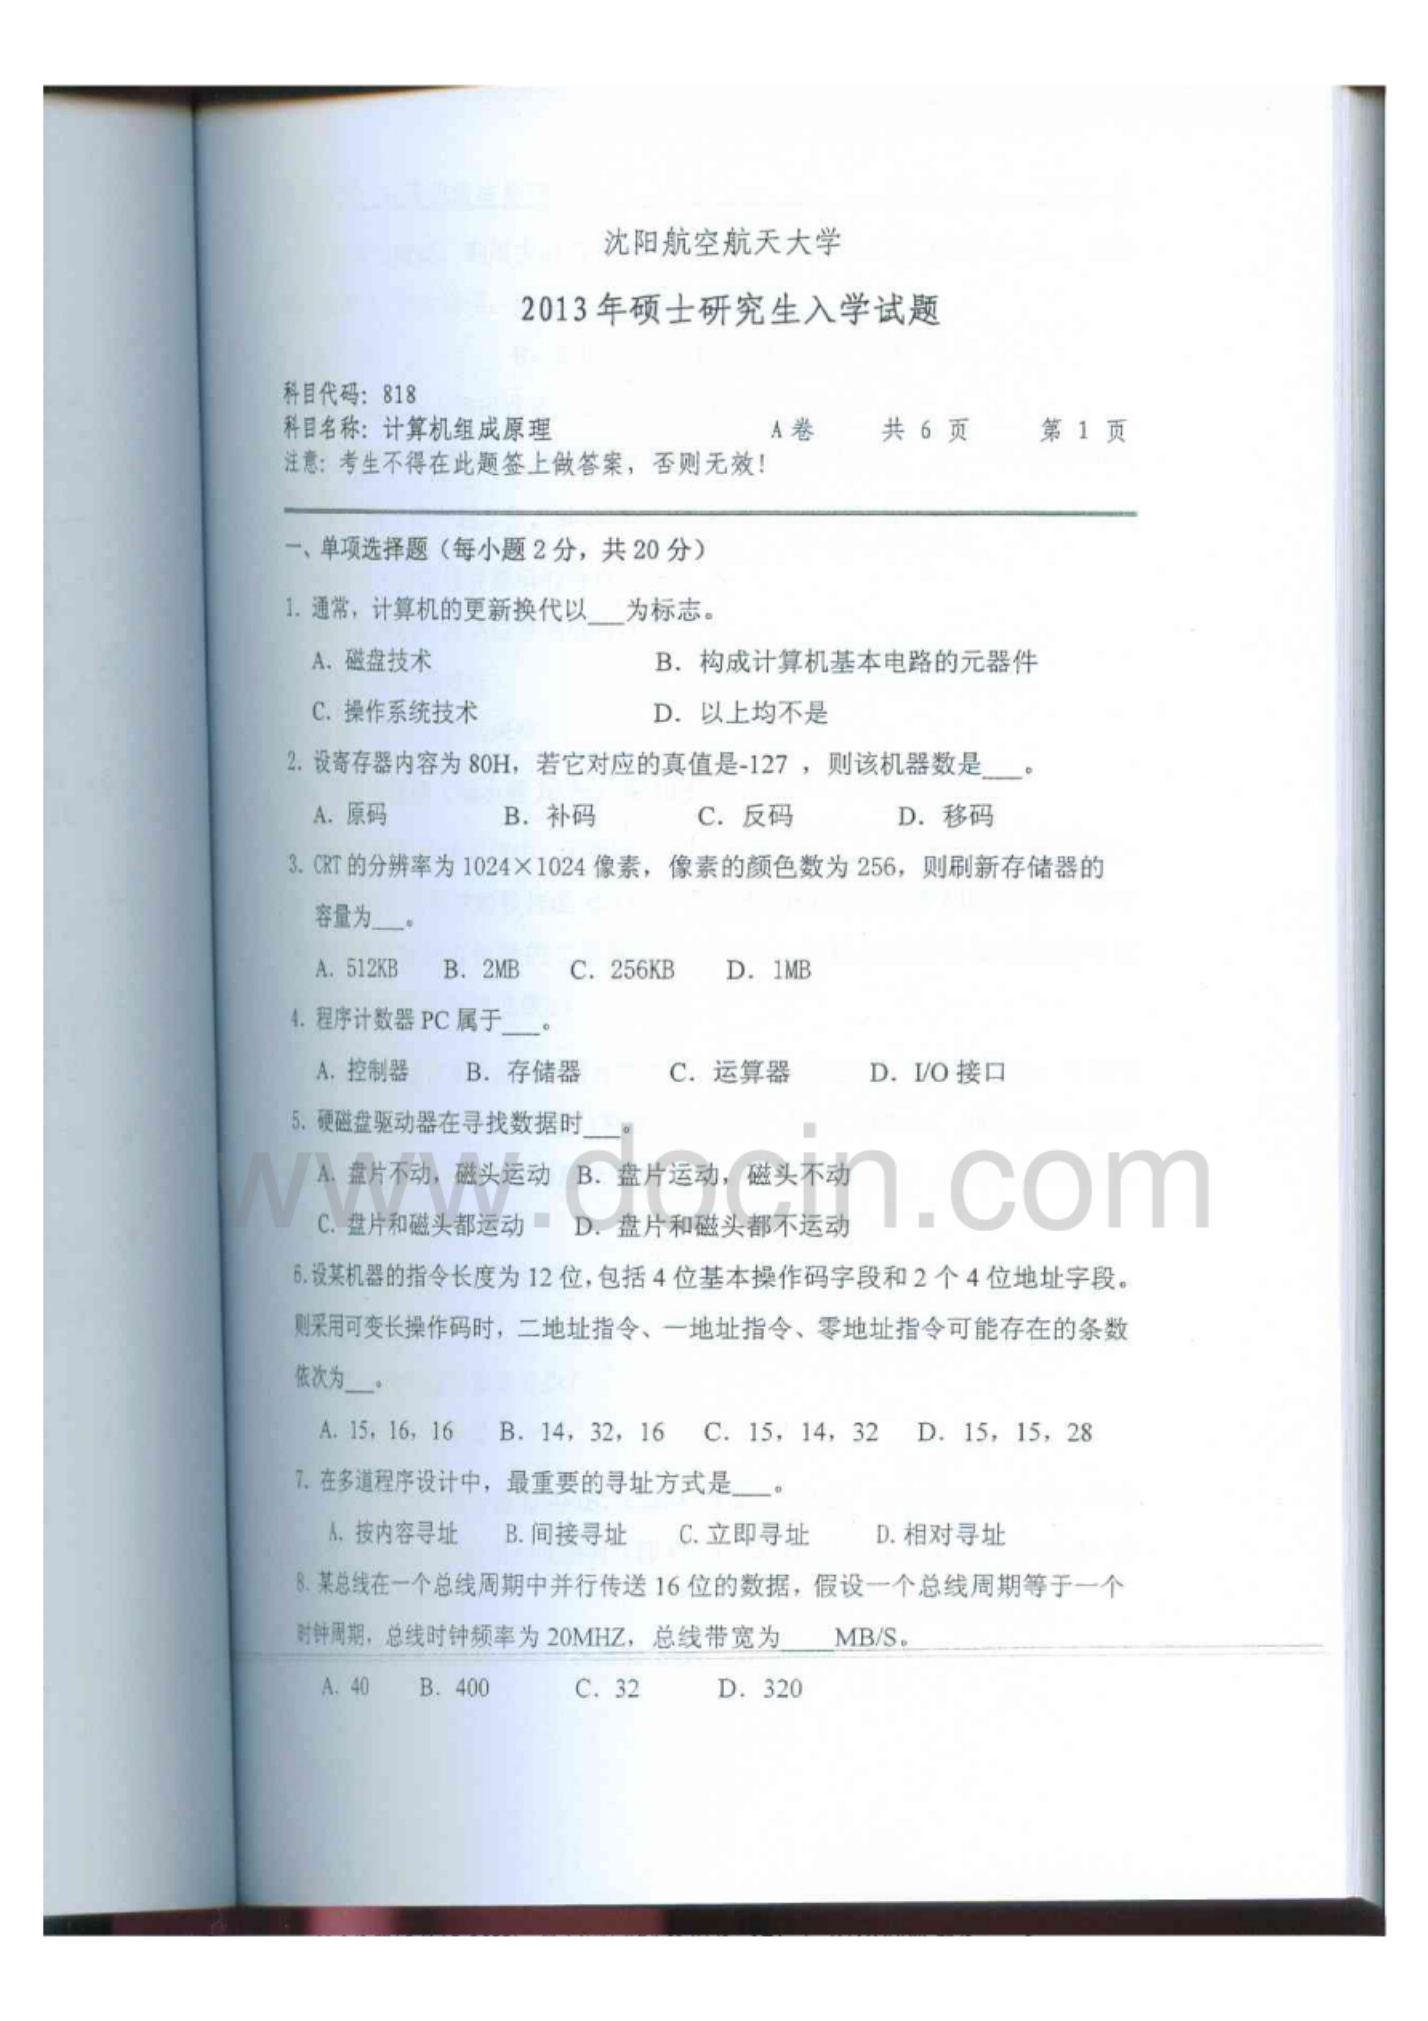 沈阳航空航天大学
2013年硕士研究生入学试题
科目代码：818
科目名称：计算机组成原理 A卷 共 6 页 第 1 页
注意：考生不得在此题签上做答案，否则无效！
一、单项选择题（每小题2分，共20分）
1. 通常，计算机的更新换代以___为标志。
A. 磁盘技术 B. 构成计算机基本电路的元器件
C. 操作系统技术 D. 以上均不是
2. 设寄存器内容为80H，若它对应的真值是-127 ，则该机器数是___。
A. 原码 B. 补码 C. 反码 D. 移码
3. CRT的分辨率为1024×1024像素，像素的颜色数为256，则刷新存储器的
容量为___。
A. 512KB B. 2MB C. 256KB D. 1MB
4. 程序计数器PC属于___。
A. 控制器 B. 存储器 C. 运算器 D. I/O接口
5. 硬磁盘驱动器在寻找数据时___。
A. 盘片不动，磁头运动 B. 盘片运动，磁头不动
C. 盘片和磁头都运动 D. 盘片和磁头都不运动
www.docin.com
6.设某机器的指令长度为12位，包括4位基本操作码字段和2个4位地址字段。
则采用可变长操作码时，二地址指令、一地址指令、零地址指令可能存在的条数
依次为___。
A. 15，16，16 B. 14，32，16 C. 15，14，32 D. 15，15，28
7. 在多道程序设计中，最重要的寻址方式是___。
A. 按内容寻址 B.间接寻址 C.立即寻址 D.相对寻址
8. 某总线在一个总线周期中并行传送16位的数据，假设一个总线周期等于一个
时钟周期，总线时钟频率为20MHZ，总线带宽为____MB/S。
A. 40 B. 400 C. 32 D. 320